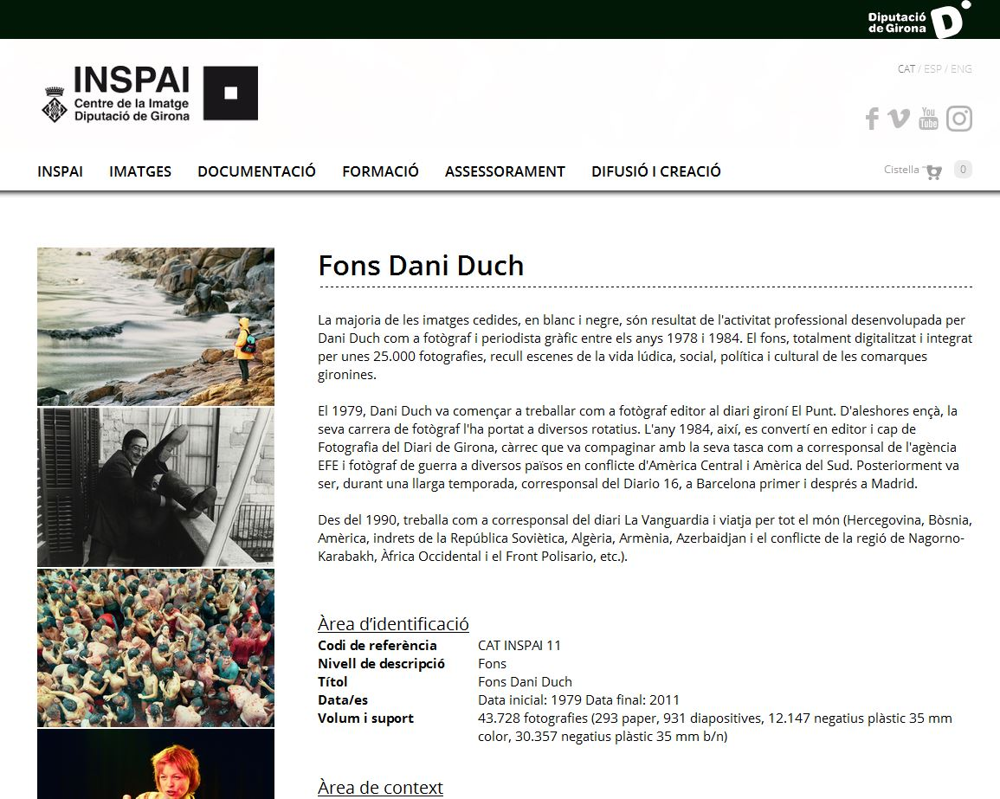 Diputació
de Girona
INSPAI
Centre de la Imatge
Diputació de Girona
CAT / ESP / ENG
You
Tube
INSPAI IMATGES DOCUMENTACIÓ FORMACIÓ ASSESSORAMENT DIFUSIÓ I CREACIÓ
Cistella 0
Fons Dani Duch
La majoria de les imatges cedides, en blanc i negre, són resultat de l'activitat professional desenvolupada per
Dani Duch com a fotògraf i periodista gràfic entre els anys 1978 i 1984. El fons, totalment digitalitzat i integrat
per unes 25.000 fotografies, recull escenes de la vida lúdica, social, política i cultural de les comarques
gironines.
El 1979, Dani Duch va començar a treballar com a fotògraf editor al diari gironí El Punt. D'aleshores ençà, la
seva carrera de fotògraf l'ha portat a diversos rotatius. L'any 1984, així, es convertí en editor i cap de
Fotografia del Diari de Girona, càrrec que va compaginar amb la seva tasca com a corresponsal de l'agència
EFE i fotògraf de guerra a diversos països en conflicte d'Amèrica Central i Amèrica del Sud. Posteriorment va
ser, durant una llarga temporada, corresponsal del Diario 16, a Barcelona primer i després a Madrid.
Des del 1990, treballa com a corresponsal del diari La Vanguardia i viatja per tot el món (Hercegovina, Bòsnia,
Amèrica, indrets de la República Soviètica, Algèria, Armènia, Azerbaidjan i el conflicte de la regió de Nagorno-
Karabakh, Àfrica Occidental i el Front Polisario, etc.).
Àrea d’identificació
Codi de referència CAT INSPAI 11
Nivell de descripció Fons
Títol Fons Dani Duch
Data/es Data inicial: 1979 Data final: 2011
Volum i suport 43.728 fotografies (293 paper, 931 diapositives, 12.147 negatius plàstic 35 mm
color, 30.357 negatius plàstic 35 mm b/n)
Àrea de context